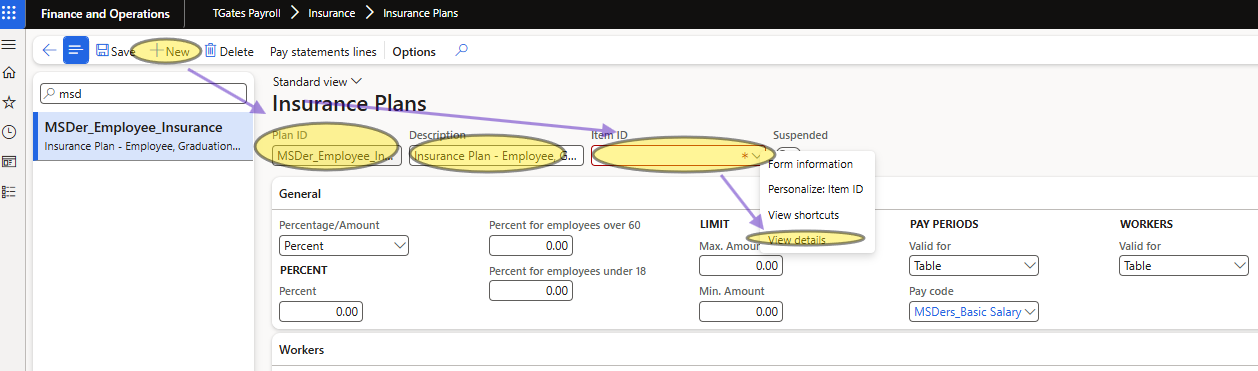 Finance and Operations TGates Payroll > Insurance > Insurance Plans
Save + New Delete Pay statements lines Options
msd
MSDer_Employee_Insurance
Insurance Plan - Employee, Graduation...
Standard view
Insurance Plans
Plan ID Description Item ID Suspended
MSDer_Employee_In... Insurance Plan - Employee, G... *
Form information
Personalize: Item ID
View shortcuts
View details
General
Percentage/Amount
Percent
PERCENT
Percent
0.00
Percent for employees over 60
0.00
Percent for employees under 18
0.00
LIMIT
Max. Amour
0.00
Min. Amount
0.00
PAY PERIODS
Valid for
Table
Pay code
MSDers_Basic Salary
WORKERS
Valid for
Table
Workers